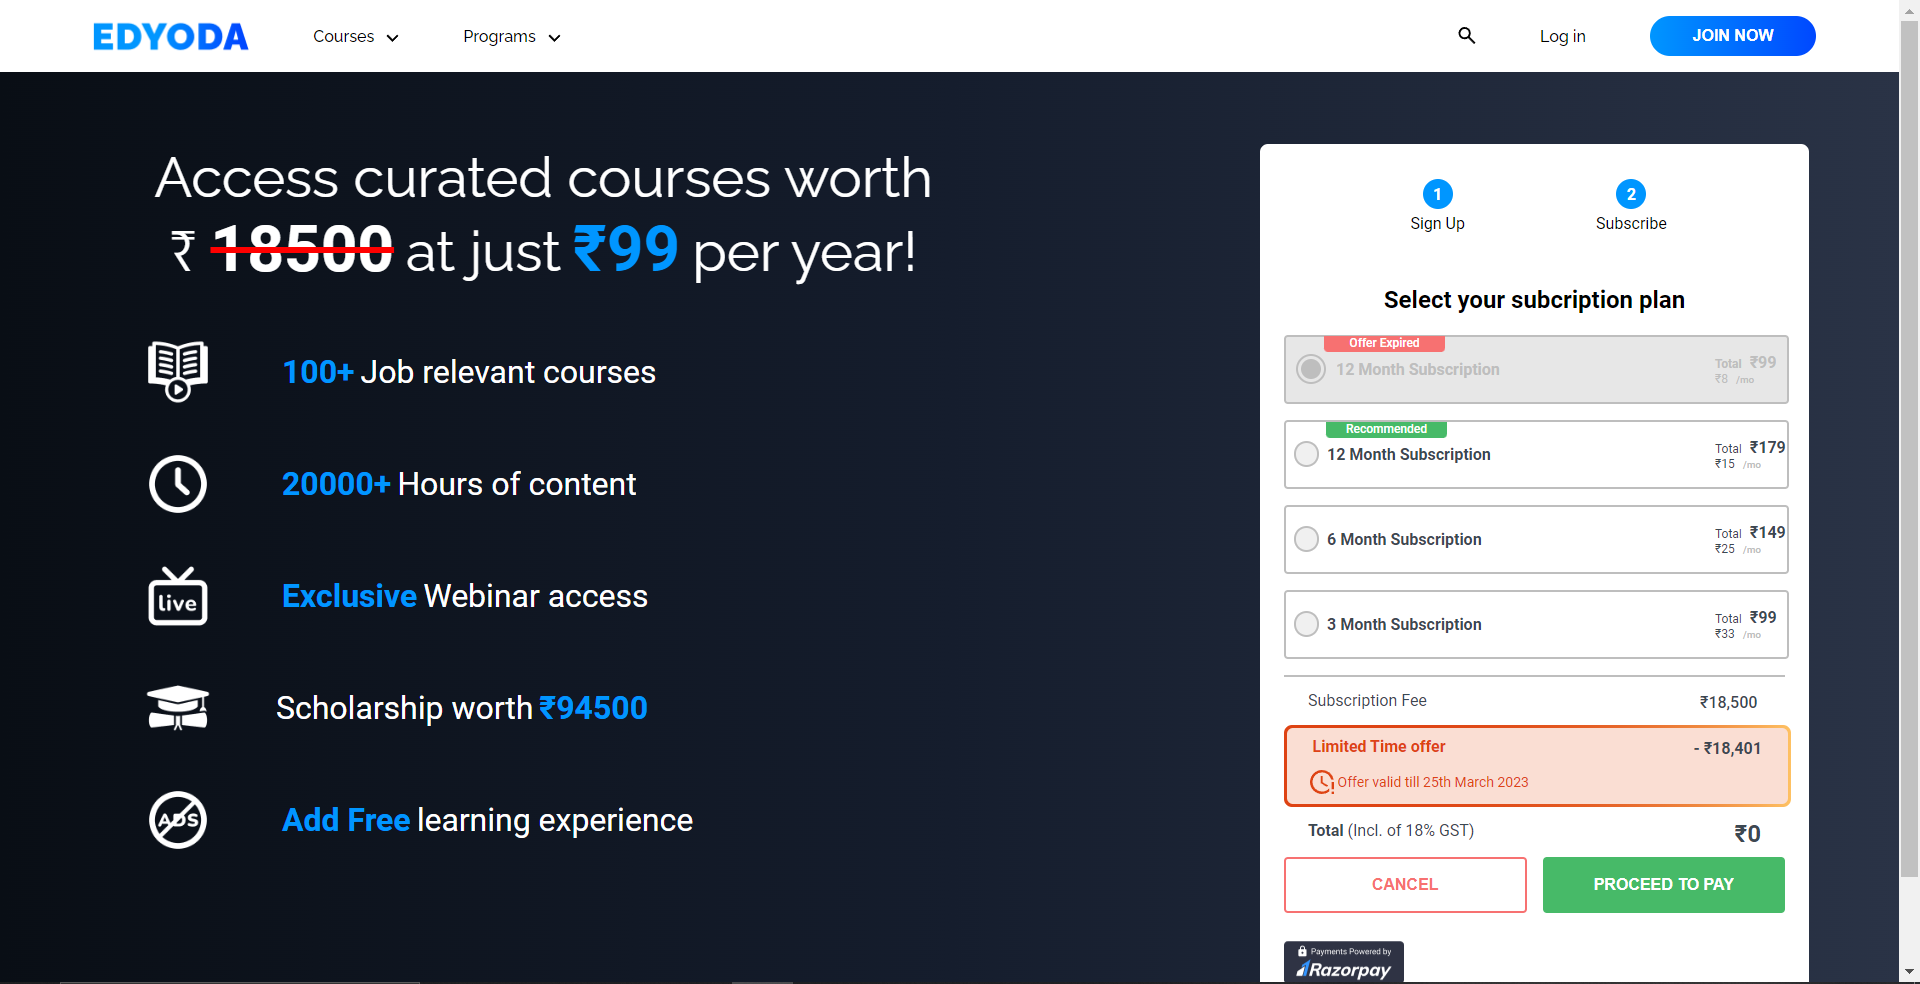 EDYODA
Courses
Programs
Log in
JOIN NOW
Access curated courses worth
₹ 18500 at just ₹99 per year!
100+ Job relevant courses
20000+ Hours of content
live
Exclusive Webinar access
Scholarship worth ₹94500
ADS
Add Free learning experience
1
2
Sign Up
Subscribe
Select your subcription plan
Offer Expired
12 Month Subscription
Total ₹99
₹8 /mo
Recommended
12 Month Subscription
Total ₹179
₹15 /mo
6 Month Subscription
Total ₹149
₹25 /mo
3 Month Subscription
Total ₹99
₹33 /mo
Subscription Fee ₹18,500
Limited Time offer - ₹18,401
Offer valid till 25th March 2023
Total (Incl. of 18% GST) ₹0
CANCEL
PROCEED TO PAY
Payments Powered by
Razorpay